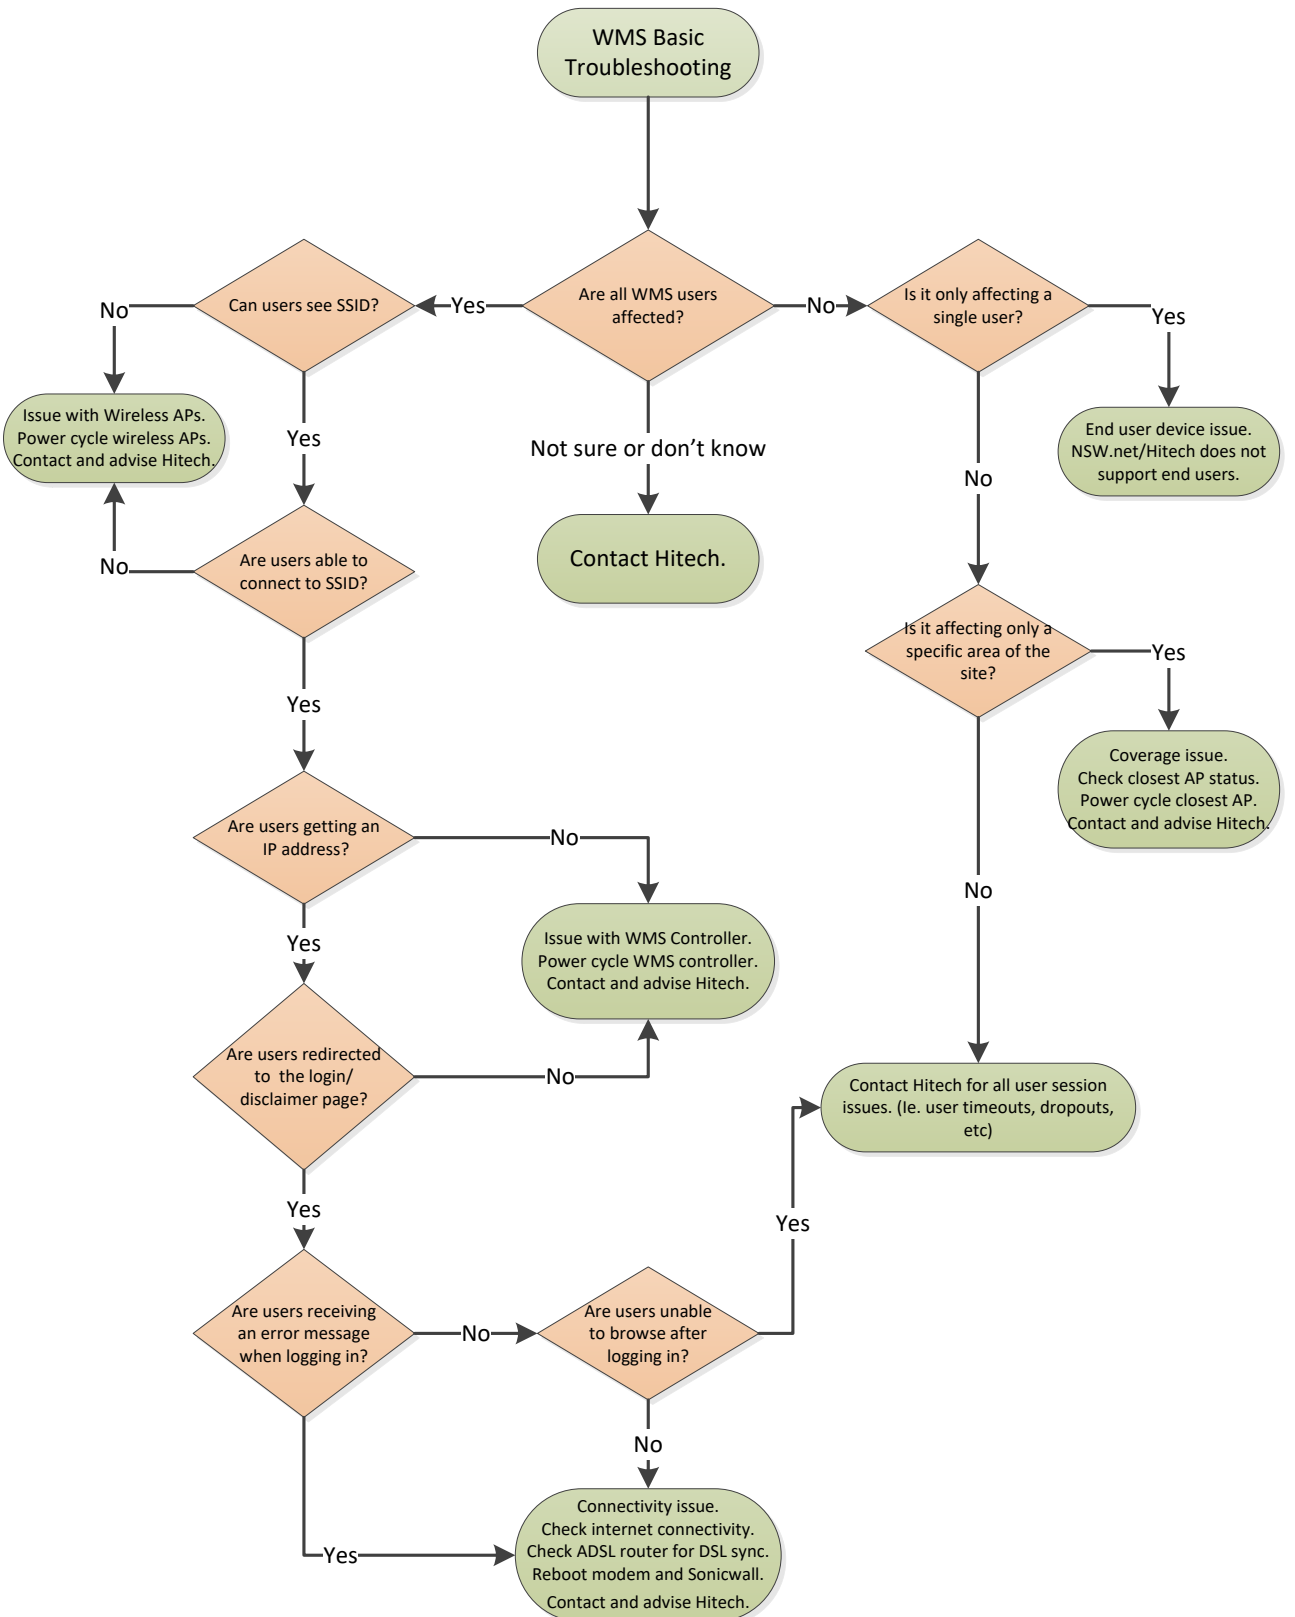 WMS Basic
Troubleshooting
Can users see SSID?
Yes
Are all WMS users
affected?
No
Is it only affecting a
single user?
No
Yes
Issue with Wireless APs.
Power cycle wireless APs.
Contact and advise Hitech.
Yes
Not sure or don't know
End user device issue.
NSW.net/Hitech does not
support end users.
No
Contact Hitech.
No
Are users able to
connect to SSID?
Is it affecting only a
specific area of the
site?
Yes
Yes
Coverage issue.
Check closest AP status.
Power cycle closest AP.
Contact and advise Hitech.
Are users getting an
IP address?
No
No
Yes
Issue with WMS Controller.
Power cycle WMS controller.
Contact and advise Hitech.
Are users redirected
to  the login/
disclaimer page?
No
Contact Hitech for all user session
issues. (Ie. user timeouts, dropouts,
etc)
Yes
Yes
Are users receiving
an error message
when logging in?
No
Are users unable
to browse after
logging in?
No
Yes
Connectivity issue.
Check internet connectivity.
Check ADSL router for DSL sync.
Reboot modem and Sonicwall.
Contact and advise Hitech.